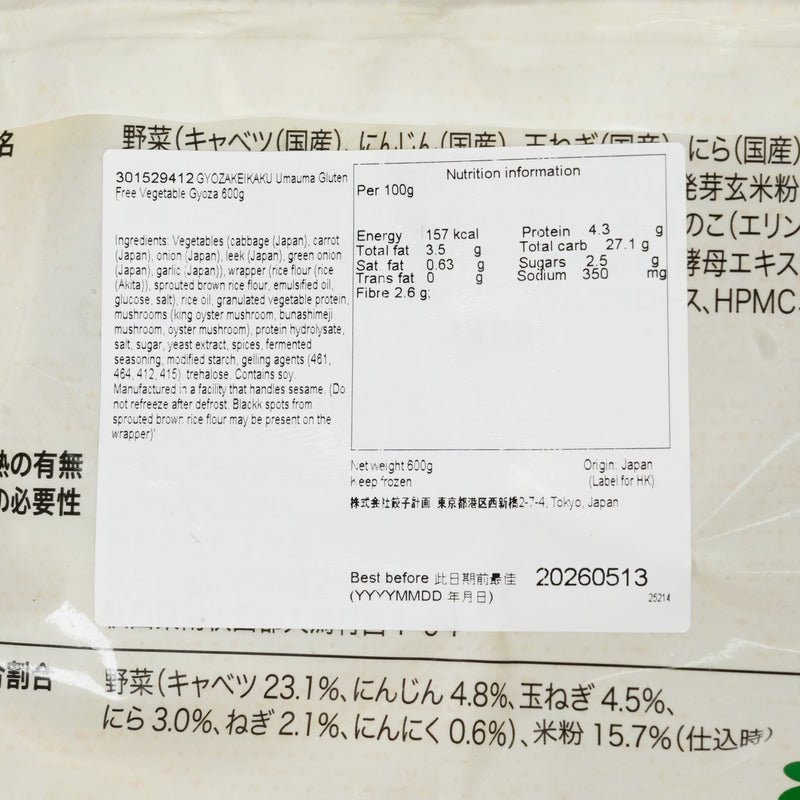 名
野菜(キャベツ(国産)、にんじん(国産)、玉ねぎ(国産)、にら(国産)
発芽玄米粉
のこ(エリン
酵母エキス
ス、HPMC、
301529412 GYOZAKEIKAKU Umauma Gluten
Free Vegetable Gyoza 600g
Ingredients: Vegetables (cabbage (Japan), carrot
(Japan), onion (Japan), leek (Japan), green onion
(Japan), garlic (Japan)), wrapper (rice flour (rice
(Akita)), sprouted brown rice flour, emulsified oil,
glucose, salt), rice oil, granulated vegetable protein,
mushrooms (king oyster mushroom, bunashimeji
mushroom, oyster mushroom), protein hydrolysate,
salt, sugar, yeast extract, spices, fermented
seasoning, modified starch, gelling agents (461,
464, 412, 415), trehalose. Contains soy.
Manufactured in a facility that handles sesame. (Do
not refreeze after defrost. Blackk spots from
sprouted brown rice flour may be present on the
wrapper)'
Nutrition information
Per 100g
Energy 157 kcal Protein 4.3 g
Total fat 3.5 g Total carb 27.1 g
Sat fat 0.63 g Sugars 2.5 g
Trans fat 0 g Sodium 350 mg
Fibre 2.6 g;
Net weight 600g Origin: Japan
Keep frozen (Label for HK)
株式会社餃子計画 東京都港区西新橋2-7-4, Tokyo, Japan
Best before 此日期前最佳 20260513
(YYYYMMDD 年月日) 25214
熱の有無
の必要性
合割合
野菜(キャベツ 23.1%、にんじん 4.8%、玉ねぎ 4.5%、
にら 3.0%、ねぎ 2.1%、にんにく 0.6%)、米粉 15.7%(仕込時)